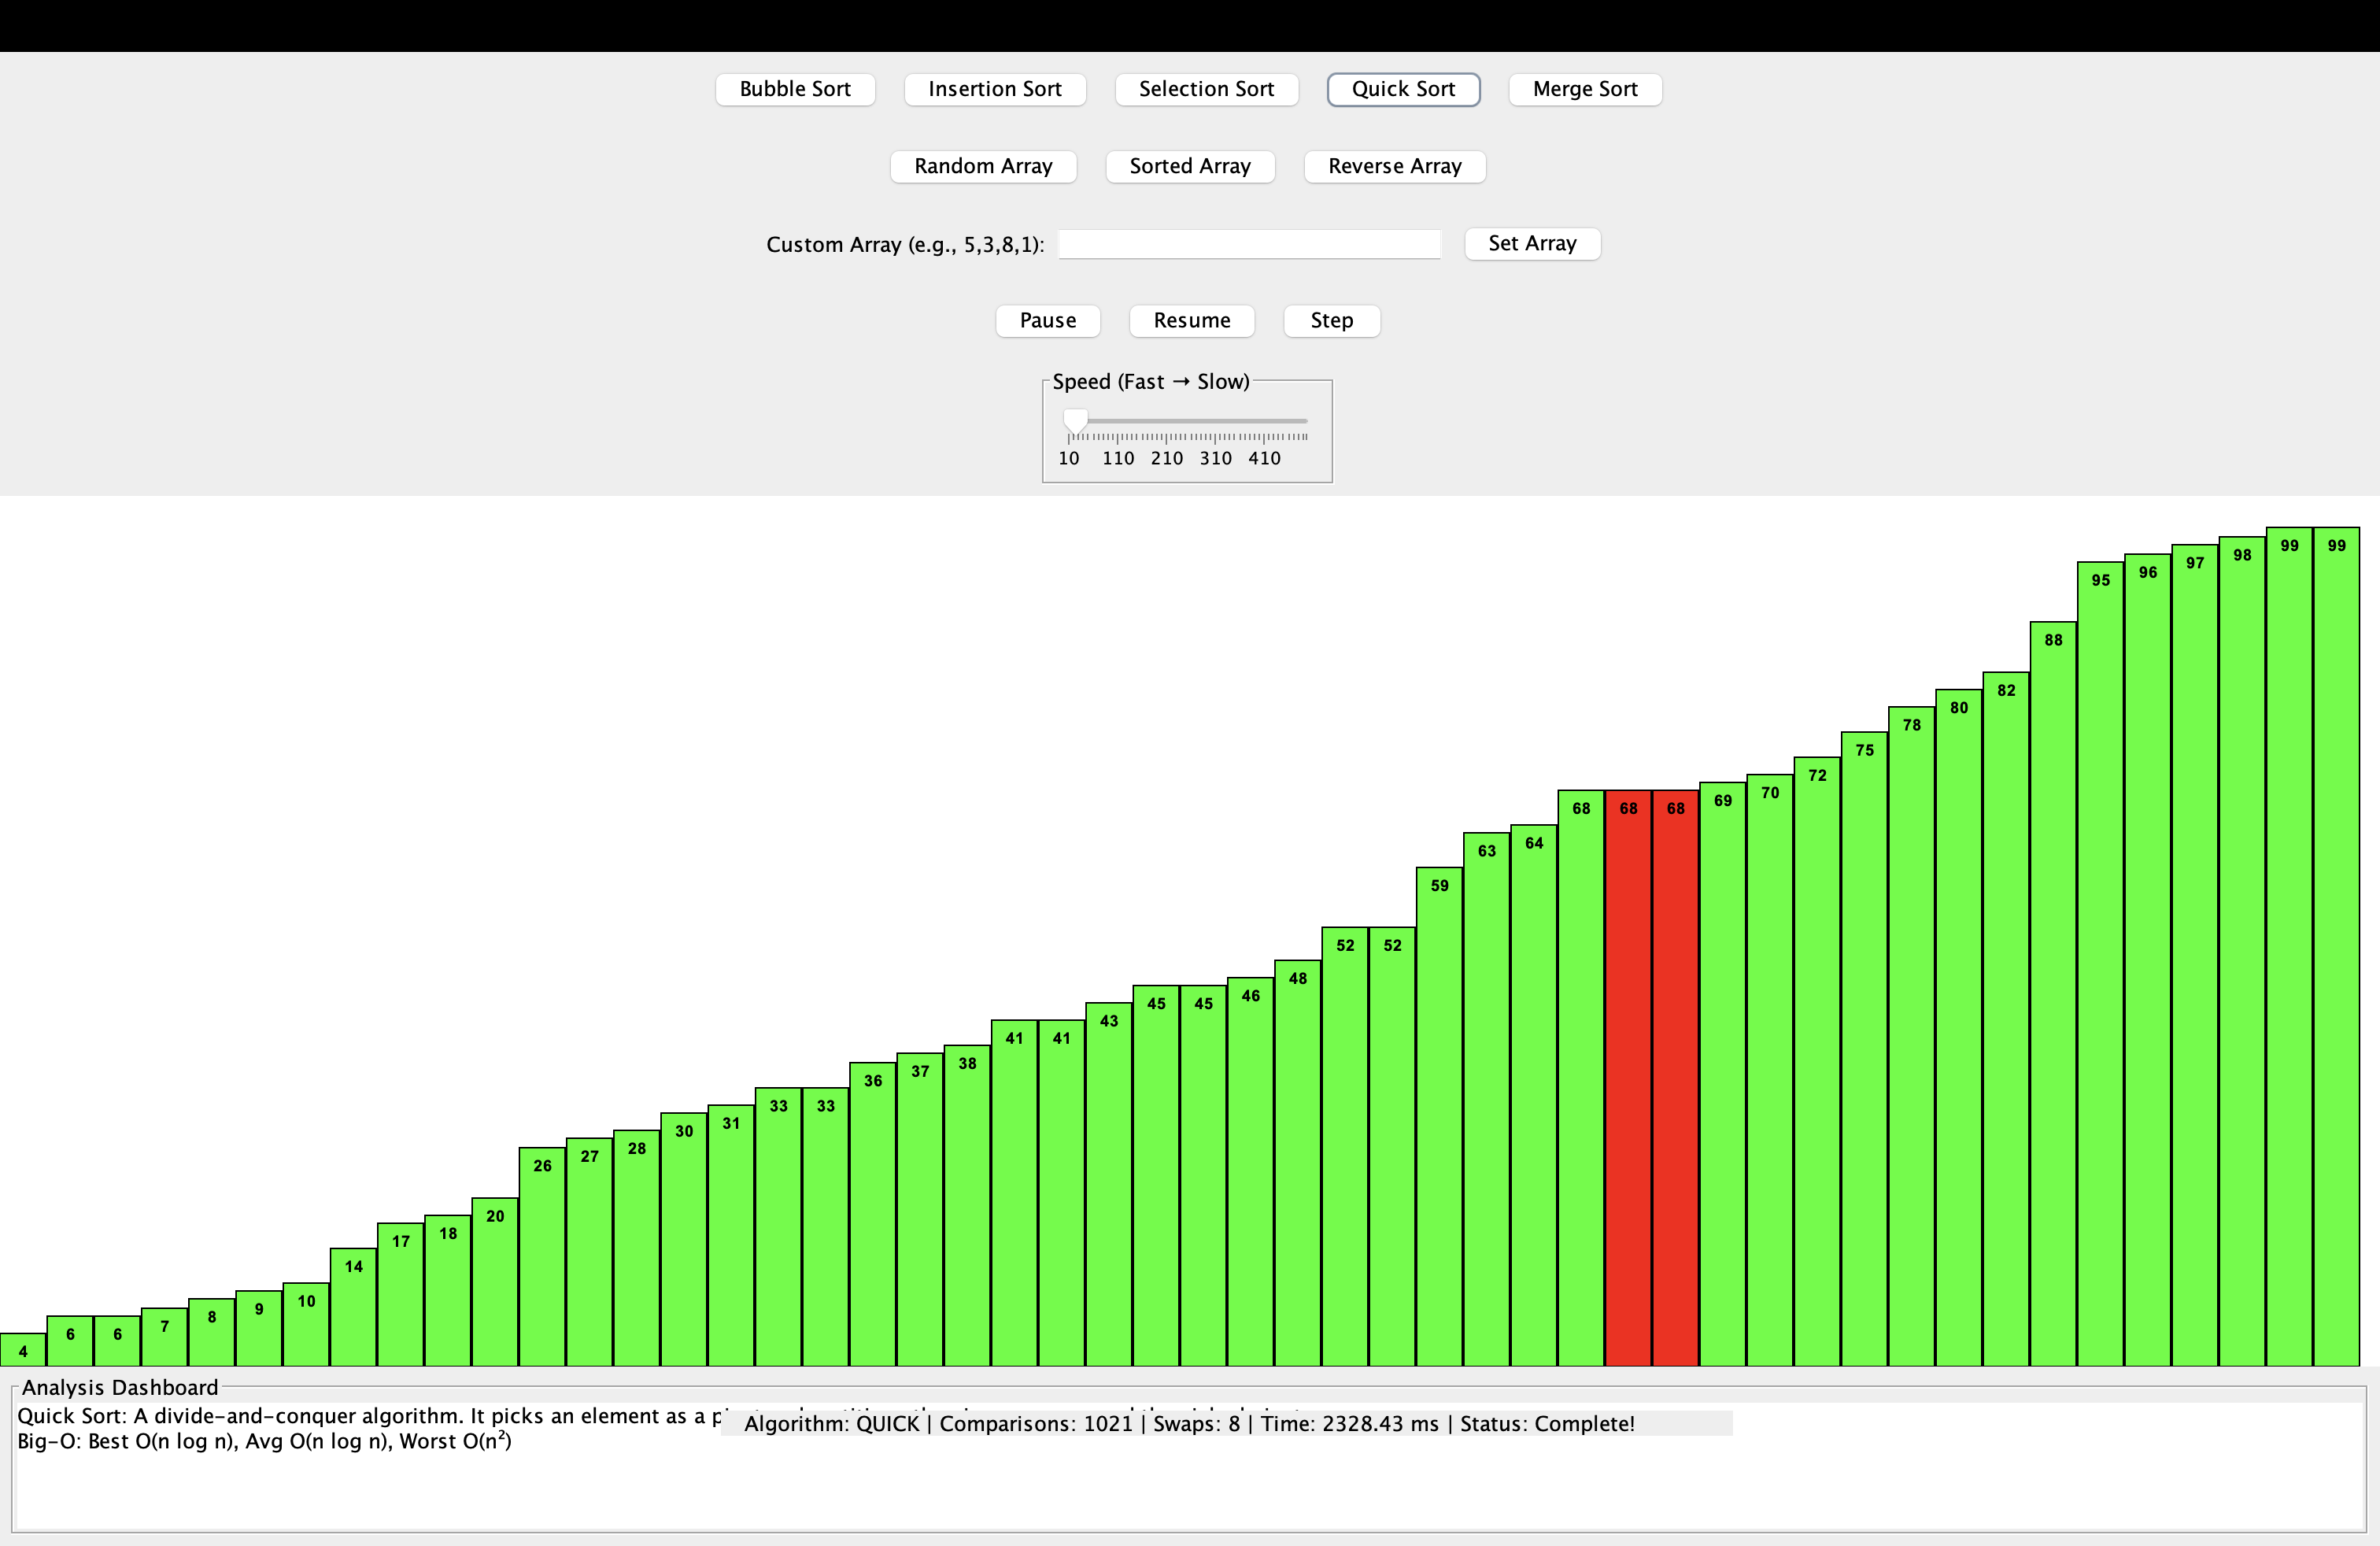 Bubble Sort Insertion Sort Selection Sort Quick Sort Merge Sort
Random Array Sorted Array Reverse Array
Custom Array (e.g., 5,3,8,1): Set Array
Pause Resume Step
Speed (Fast → Slow)
10 110 210 310 410
4 6 6 7 8 9 10 14 17 18 20 26 27 28 30 31 33 33 36 37 38 41 41 43 45 45 46 48 52 52 59 63 64 68 68 68 69 70 72 75 78 80 82 88 95 96 97 98 99 99
Analysis Dashboard
Quick Sort: A divide-and-conquer algorithm. It picks an element as a
Algorithm: QUICK | Comparisons: 1021 | Swaps: 8 | Time: 2328.43 ms | Status: Complete!
Big-O: Best O(n log n), Avg O(n log n), Worst O(n²)